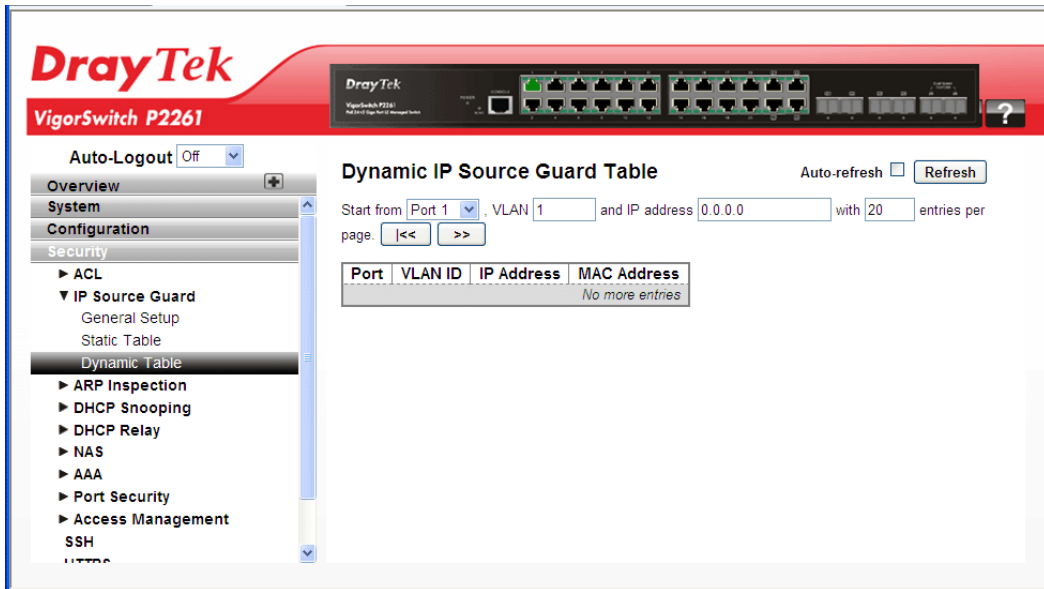 DrayTek
VigorSwitch P2261
DrayTek
VigorSwitch P2261
?
Auto-Logout Off
Overview
System
Configuration
Security
ACL
IP Source Guard
General Setup
Static Table
Dynamic Table
ARP Inspection
DHCP Snooping
DHCP Relay
NAS
AAA
Port Security
Access Management
SSH
HTTPS
Dynamic IP Source Guard Table
Auto-refresh Refresh
Start from Port 1 , VLAN 1 and IP address 0.0.0.0 with 20 entries per
page. |<< >>
Port VLAN ID IP Address MAC Address
No more entries